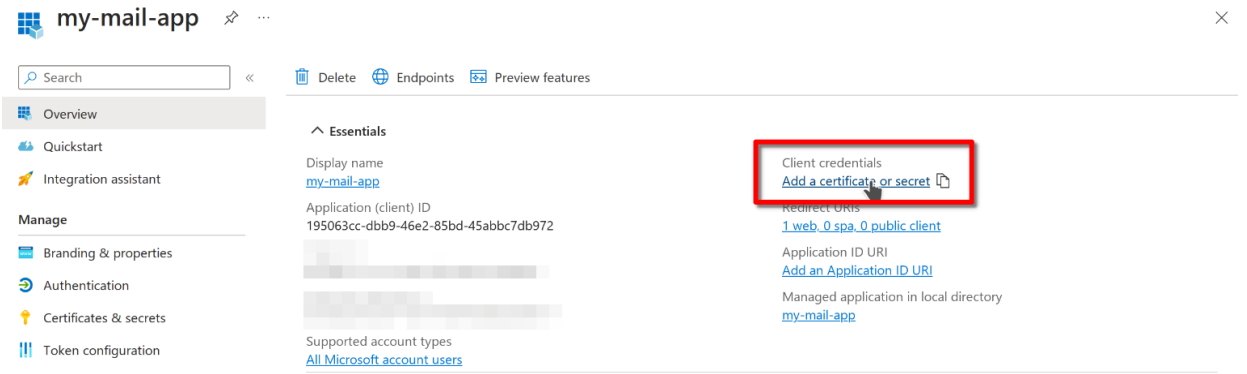 my-mail-app
Search
Delete
Endpoints
Preview features
Overview
Quickstart
Integration assistant
Manage
Branding & properties
Authentication
Certificates & secrets
Token configuration
Essentials
Display name
my-mail-app
Application (client) ID
195063cc-dbb9-46e2-85bd-45abbc7db972
Supported account types
All Microsoft account users
Client credentials
Add a certificate or secret
Redirect URIs
1 web, 0 spa, 0 public client
Application ID URI
Add an Application ID URI
Managed application in local directory
my-mail-app